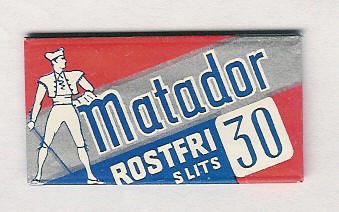 Matador
ROSTFRI
SLITS
30